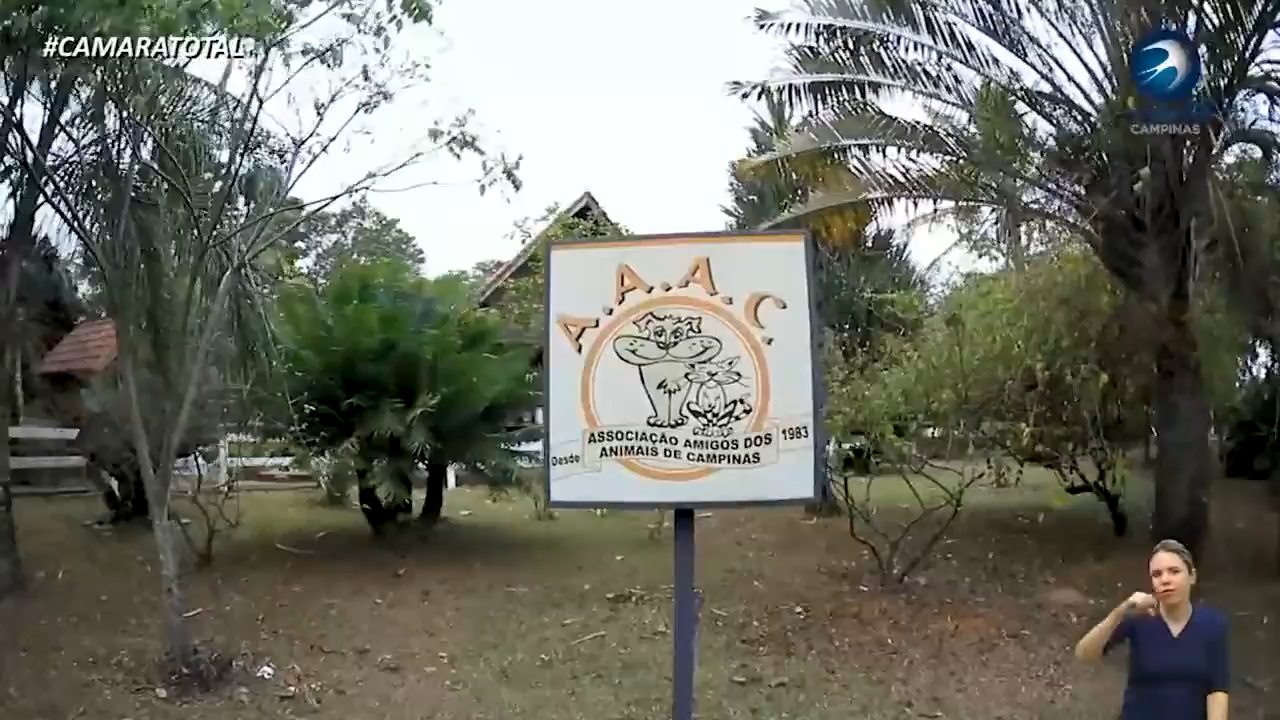 #CAMARATOTAL
CAMPINAS
A.A.A.C.
ASSOCIAÇÃO AMIGOS DOS
ANIMAIS DE CAMPINAS
Desde 1983